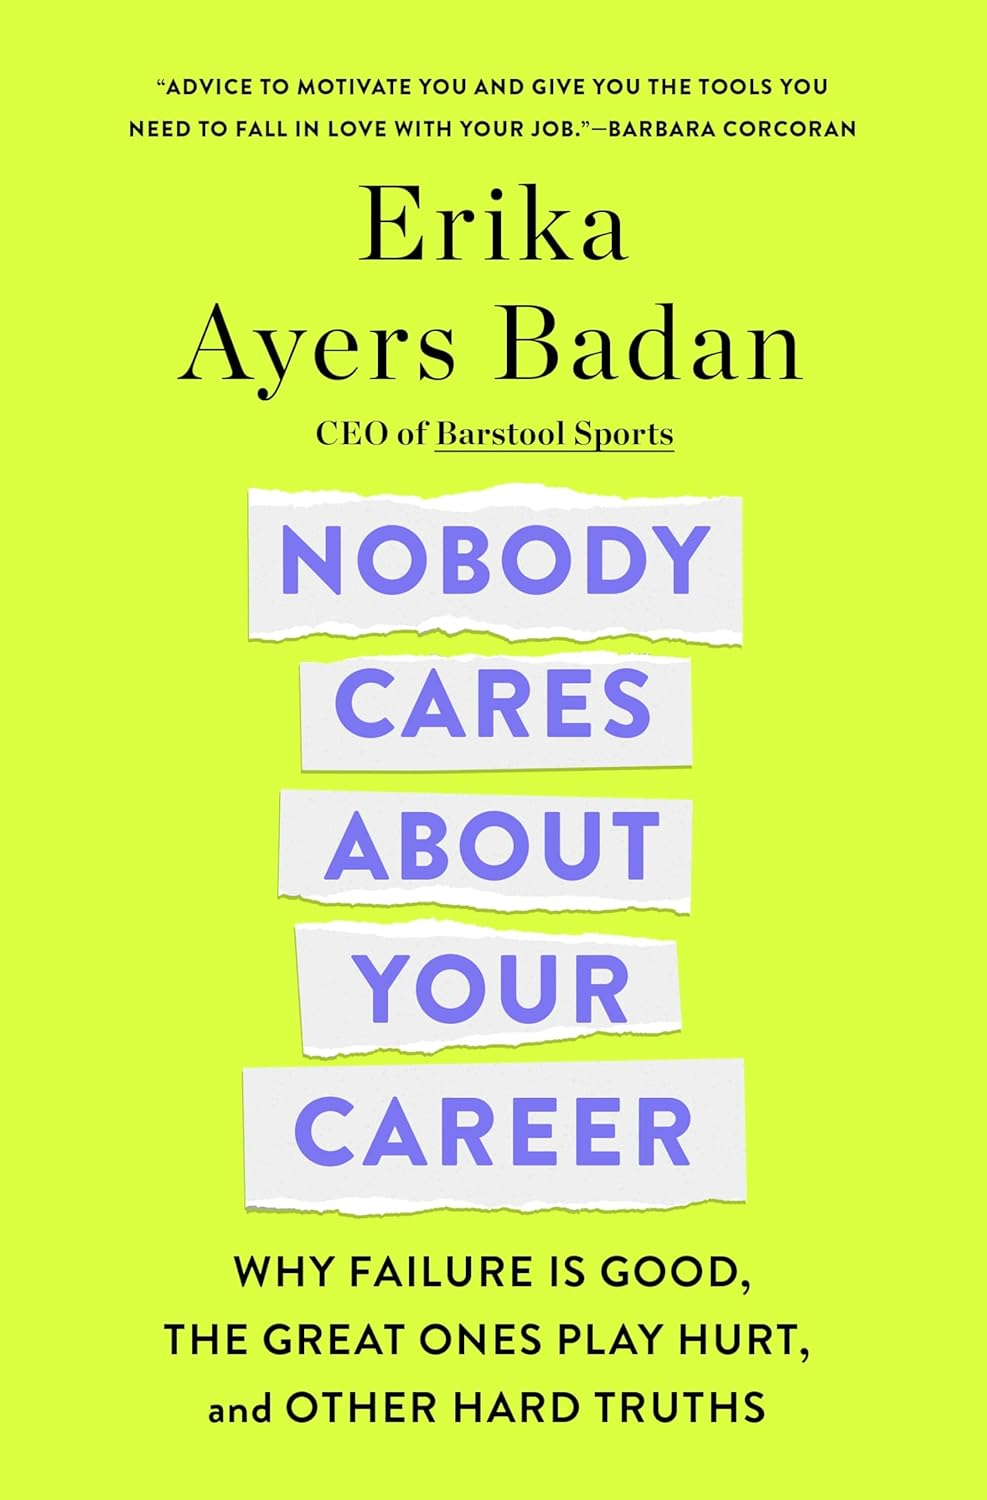 “ADVICE TO MOTIVATE YOU AND GIVE YOU THE TOOLS YOU
NEED TO FALL IN LOVE WITH YOUR JOB.”—BARBARA CORCORAN
Erika
Ayers Badan
CEO of Barstool Sports
NOBODY
CARES
ABOUT
YOUR
CAREER
WHY FAILURE IS GOOD,
THE GREAT ONES PLAY HURT,
and OTHER HARD TRUTHS